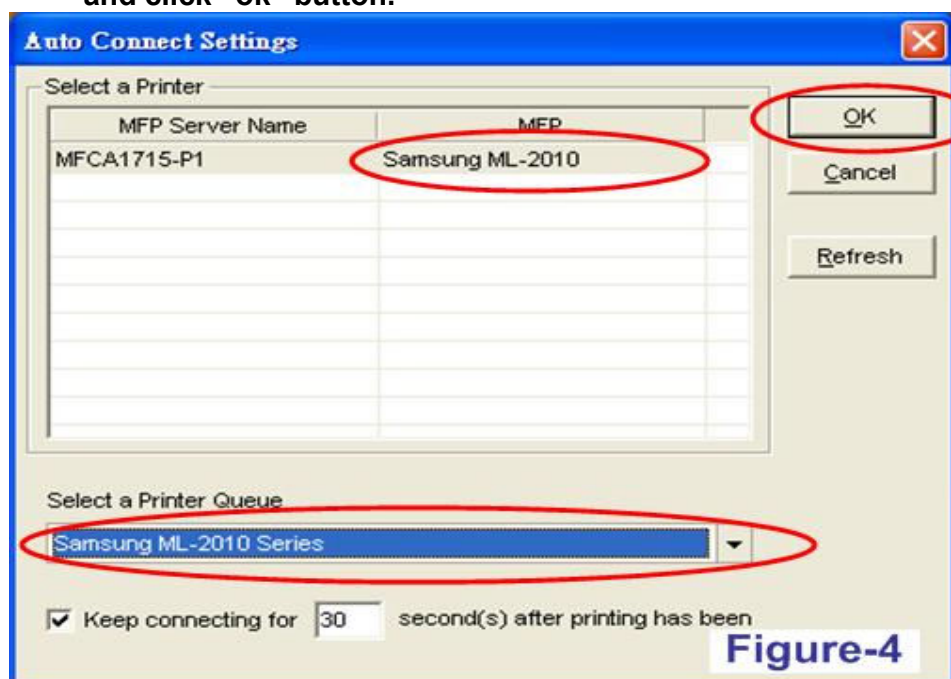 and click "ok" button.
Auto Connect Settings
Select a Printer
MFP Server Name MFP
MFCA1715-P1 Samsung ML-2010
OK
Cancel
Refresh
Select a Printer Queue
Samsung ML-2010 Series
Keep connecting for 30 second(s) after printing has been
Figure-4